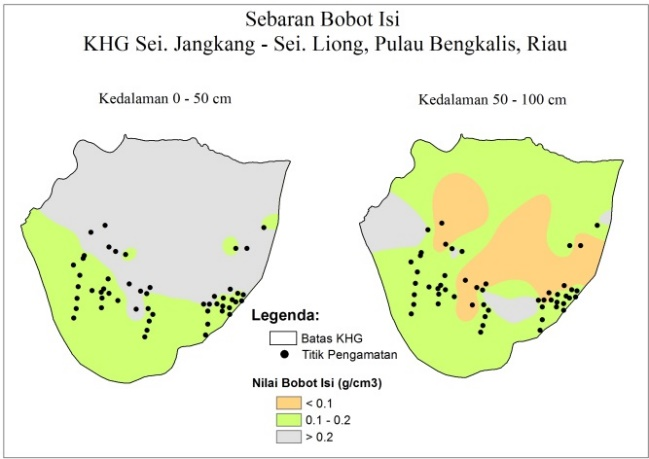 Sebaran Bobot Isi
KHG Sei. Jangkang - Sei. Liong, Pulau Bengkalis, Riau
Kedalaman 0 - 50 cm
Kedalaman 50 - 100 cm
Legenda:
Batas KHG
Titik Pengamatan
Nilai Bobot Isi (g/cm3)
< 0.1
0.1 - 0.2
> 0.2